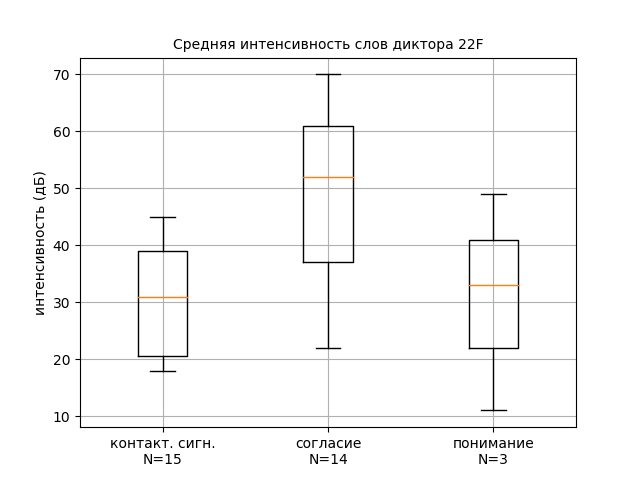 Средняя интенсивность слов диктора 22F
интенсивность (дБ)
70
60
50
40
30
20
10
контакт. сигн.
N=15
согласие
N=14
понимание
N=3